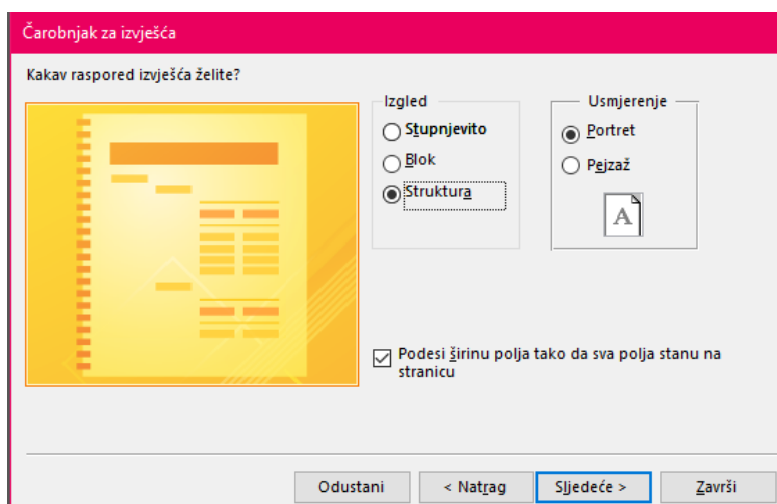 Čarobnjak za izvješća
Kakav raspored izvješća želite?
Izgled
Stupnjevito
Blok
Struktura
Usmjerenje
Portret
Pejzaž
A
Podesi širinu polja tako da sva polja stanu na
stranicu
Odustani
< Natrag
Sljedeće >
Završi